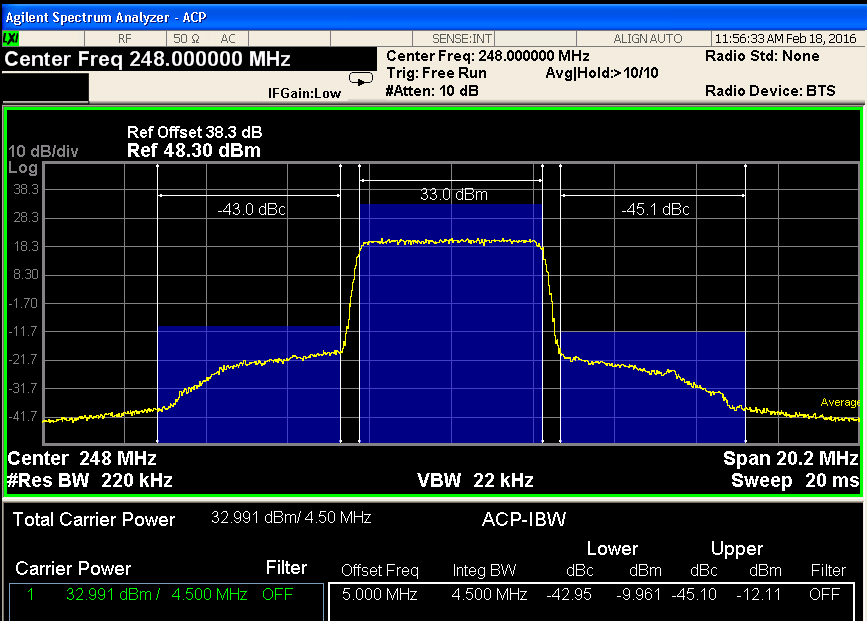 Agilent Spectrum Analyzer - ACP
LXI RF 50 Ω AC SENSE:INT ALIGN AUTO 11:56:33 AM Feb 18, 2016
Center Freq 248.000000 MHz Center Freq: 248.000000 MHz Radio Std: None
Trig: Free Run Avg|Hold:> 10/10
IFGain:Low #Atten: 10 dB Radio Device: BTS
Ref Offset 38.3 dB
10 dB/div Ref 48.30 dBm
Log
38.3
28.3
18.3
8.30
-1.70
-11.7
-21.7
-31.7
-41.7
-43.0 dBc 33.0 dBm -45.1 dBc
Average
Center 248 MHz Span 20.2 MHz
#Res BW 220 kHz VBW 22 kHz Sweep 20 ms
Total Carrier Power 32.991 dBm/ 4.50 MHz ACP-IBW
Lower Upper
Carrier Power Filter Offset Freq Integ BW dBc dBm dBc dBm Filter
1 32.991 dBm / 4.500 MHz OFF 5.000 MHz 4.500 MHz -42.95 -9.961 -45.10 -12.11 OFF